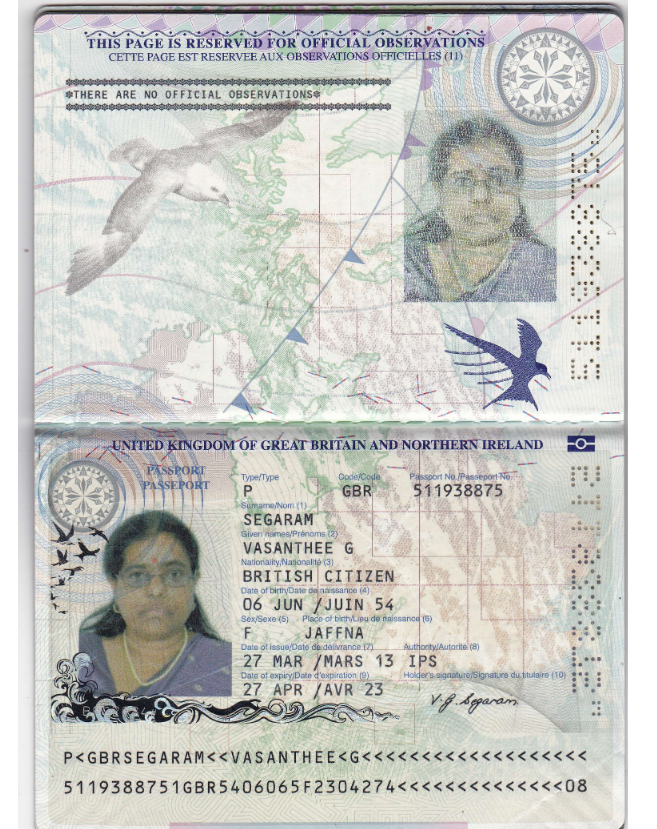 THIS PAGE IS RESERVED FOR OFFICIAL OBSERVATIONS
CETTE PAGE EST RESERVEE AUX OBSERVATIONS OFFICIELLES (11)
*THERE ARE NO OFFICIAL OBSERVATIONS*
UNITED KINGDOM OF GREAT BRITAIN AND NORTHERN IRELAND
PASSPORT
PASSEPORT
Type/Type Code/Code Passport No./Passeport No.
P GBR 511938875
Surname/Nom (1)
SEGARAM
Given names/Prénoms (2)
VASANTHEE G
Nationality/Nationalité (3)
BRITISH CITIZEN
Date of birth/Date de naissance (4)
06 JUN /JUIN 54
Sex/Sexe (5) Place of birth/Lieu de naissance (6)
F JAFFNA
Date of issue/Date de délivrance (7) Authority/Autorité (8)
27 MAR /MARS 13 IPS
Date of expiry/Date d'expiration (9) Holder's signature/Signature du titulaire (10)
27 APR /AVR 23 V.G. Segaram
P<GBRSEGARAM<<VASANTHEE<G<<<<<<<<<<<<<<<<<<<
5119388751GBR5406065F2304274<<<<<<<<<<<<<<08